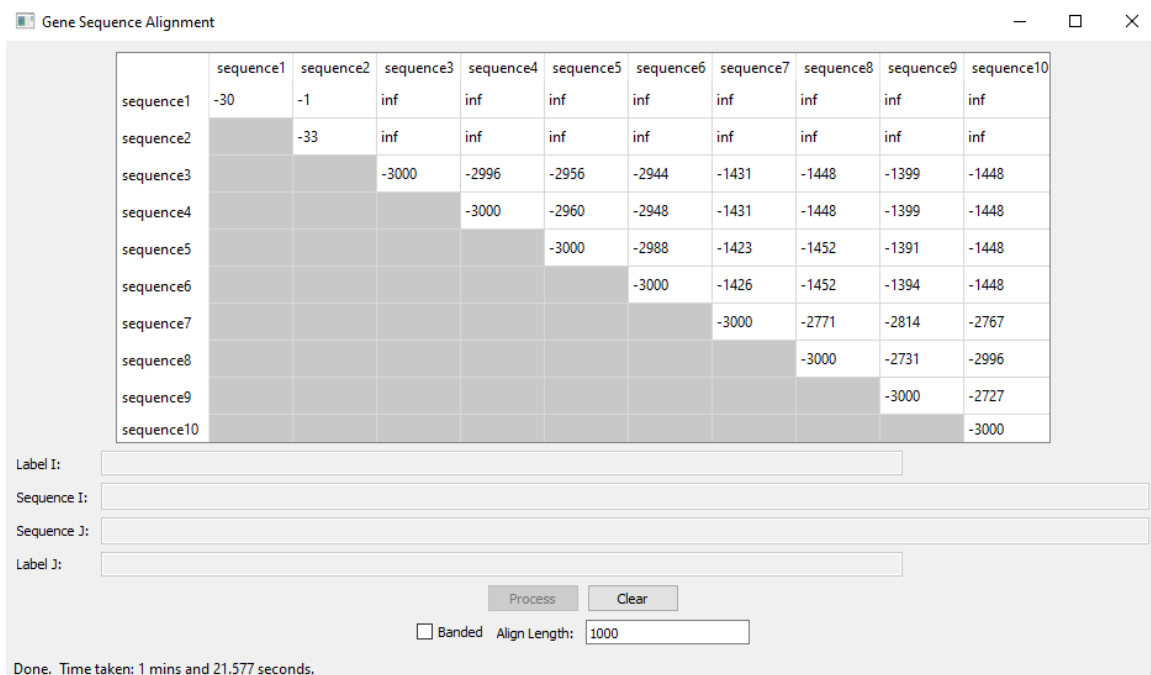 Gene Sequence Alignment
sequence1 sequence2 sequence3 sequence4 sequence5 sequence6 sequence7 sequence8 sequence9 sequence10
sequence1 -30 -1 inf inf inf inf inf inf inf inf
sequence2 -33 inf inf inf inf inf inf inf inf
sequence3 -3000 -2996 -2956 -2944 -1431 -1448 -1399 -1448
sequence4 -3000 -2960 -2948 -1431 -1448 -1399 -1448
sequence5 -3000 -2988 -1423 -1452 -1391 -1448
sequence6 -3000 -1426 -1452 -1394 -1448
sequence7 -3000 -2771 -2814 -2767
sequence8 -3000 -2731 -2996
sequence9 -3000 -2727
sequence10 -3000
Label I:
Sequence I:
Sequence J:
Label J:
Process Clear
Banded Align Length: 1000
Done. Time taken: 1 mins and 21.577 seconds.